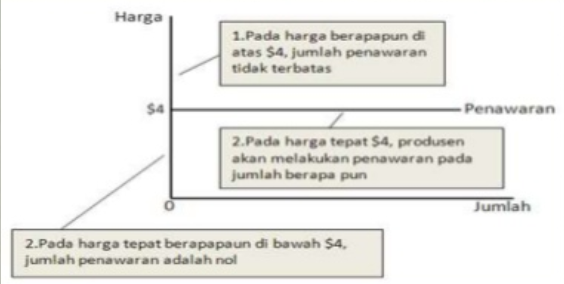 Harga
1.Pada harga berapapun di
atas $4, jumlah penawaran
tidak terbatas
$4
Penawaran
2.Pada harga tepat $4, produsen
akan melakukan penawaran pada
jumlah berapa pun
0
Jumlah
2.Pada harga tepat berapapaun di bawah $4,
jumlah penawaran adalah nol